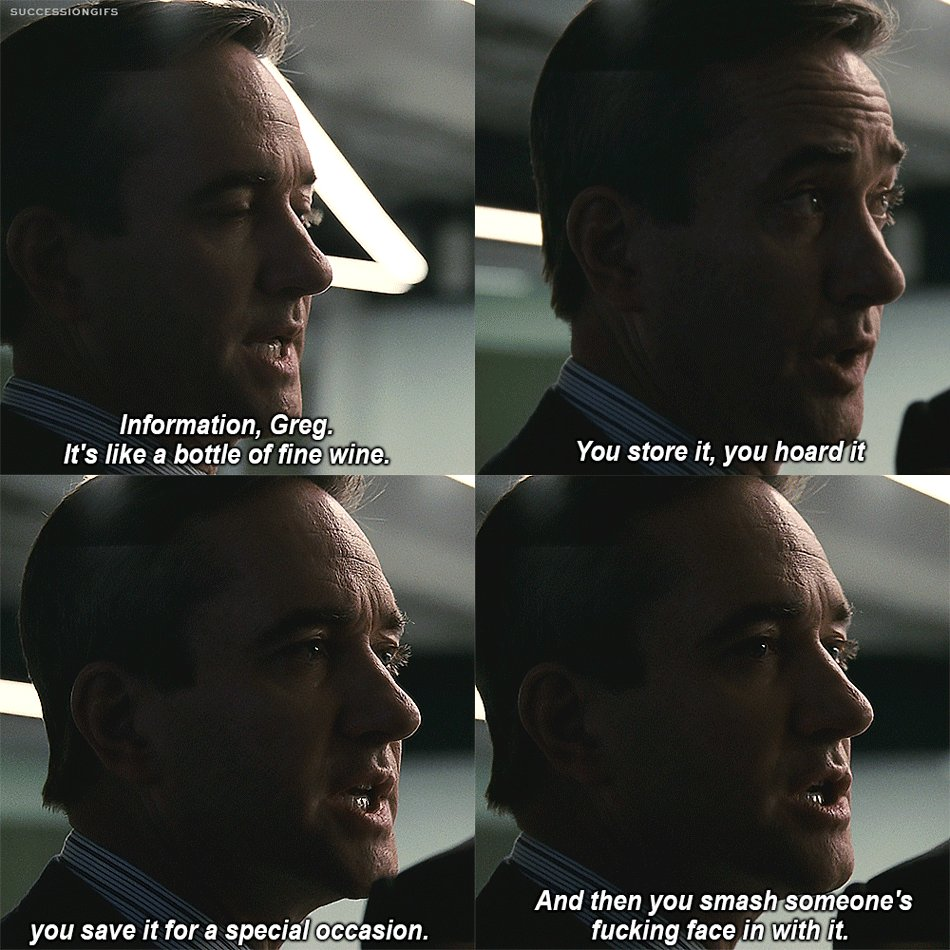 SUCCESSIONGIFS
Information, Greg.
It's like a bottle of fine wine.
You store it, you hoard it
you save it for a special occasion.
And then you smash someone's
fucking face in with it.